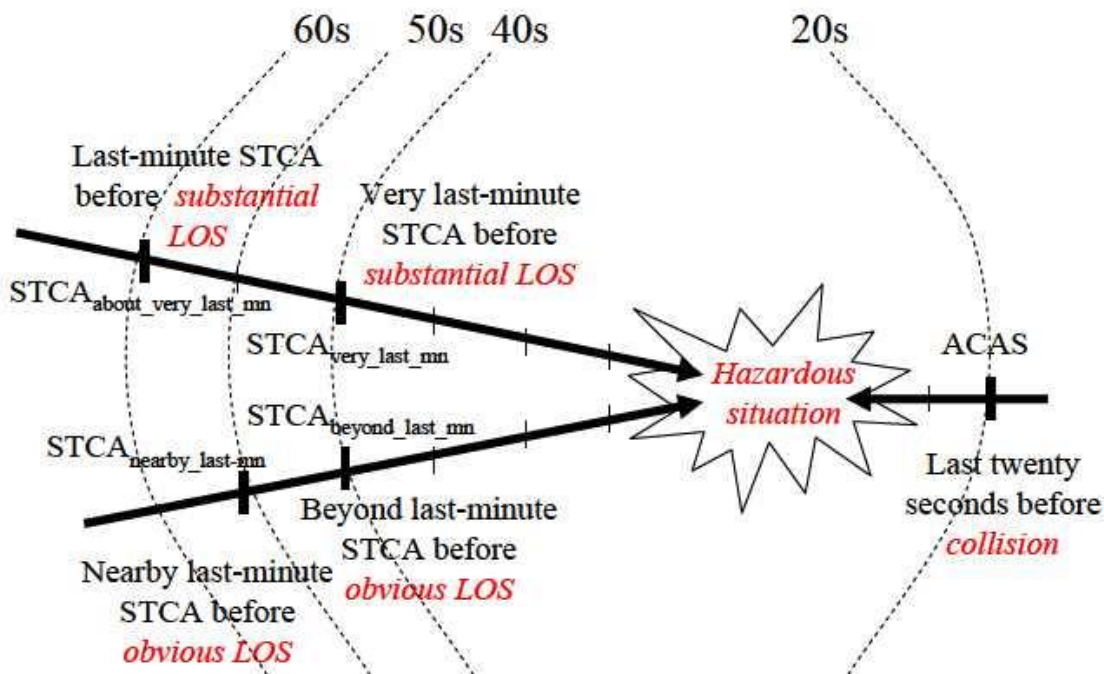 60s 50s 40s 20s
Last-minute STCA
before substantial
LOS
Very last-minute
STCA before
substantial LOS
STCAabout_very_last_mn
STCAvery_last_mn
ACAS
Hazardous
situation
STCAbeyond_last_mn
STCAnearby_last-mn
Last twenty
seconds before
collision
Beyond last-minute
STCA before
obvious LOS
Nearby last-minute
STCA before
obvious LOS